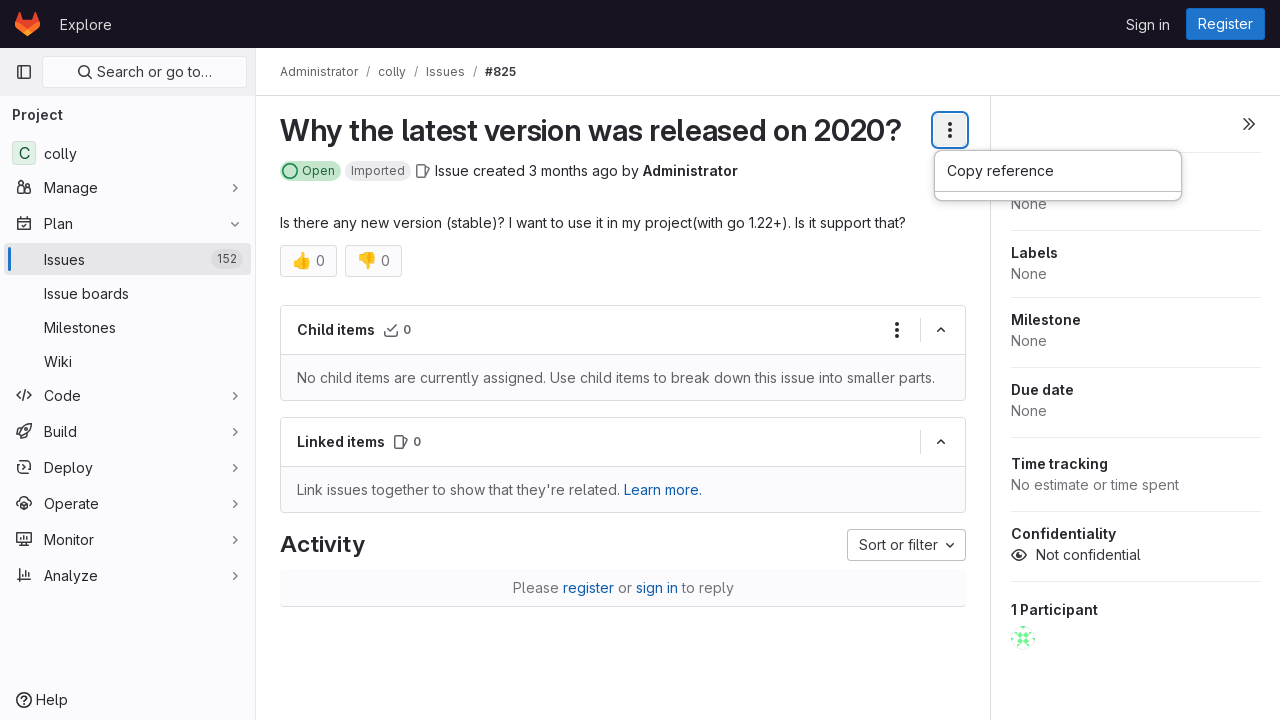 Explore
Sign in
Register
Search or go to…
Administrator / colly / Issues / #825
Project
C colly
Manage
Plan
Issues 152
Issue boards
Milestones
Wiki
Code
Build
Deploy
Operate
Monitor
Analyze
Help
Why the latest version was released on 2020?
Open Imported Issue created 3 months ago by Administrator
Copy reference
Is there any new version (stable)? I want to use it in my project(with go 1.22+). Is it support that?
👍 0 👎 0
Child items 0
No child items are currently assigned. Use child items to break down this issue into smaller parts.
Linked items 0
Link issues together to show that they're related. Learn more.
Activity
Sort or filter
Please register or sign in to reply
None
Labels
None
Milestone
None
Due date
None
Time tracking
No estimate or time spent
Confidentiality
Not confidential
1 Participant